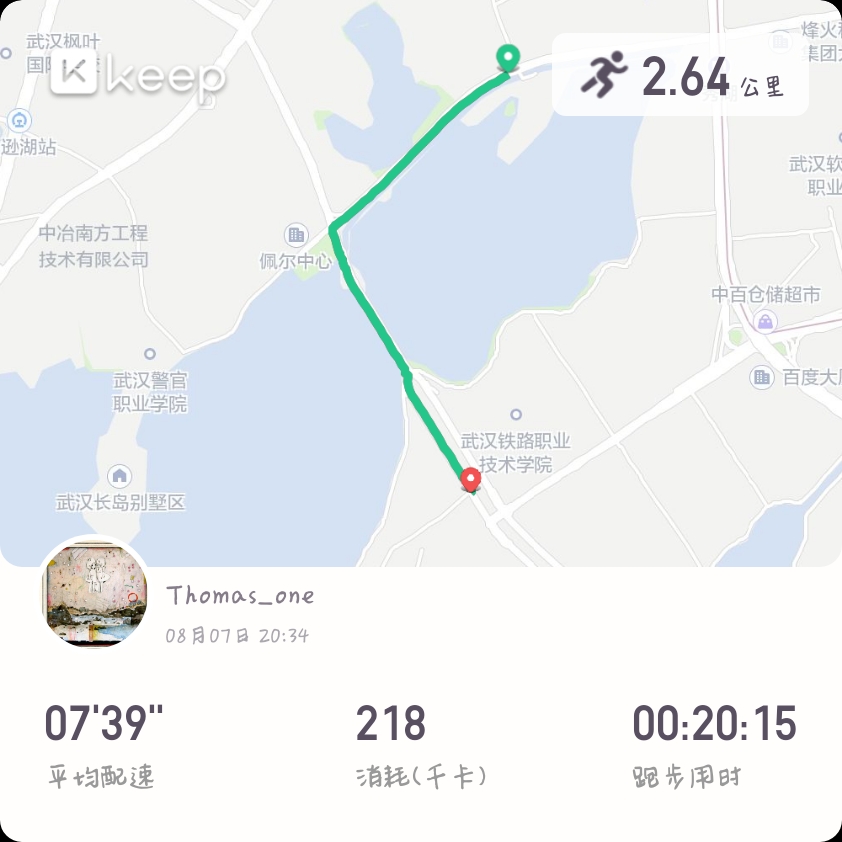 武汉枫叶
国际
keep
2.64公里
逊湖站
中冶南方工程
技术有限公司
佩尔中心
烽火
集团
武汉软
职业
中百仓储超市
百度大
武汉警官
职业学院
武汉铁路职业
技术学院
武汉长岛别墅区
Thomas_one
08月07日 20:34
07'39"
218
00:20:15
平均配速
消耗(千卡)
跑步用时